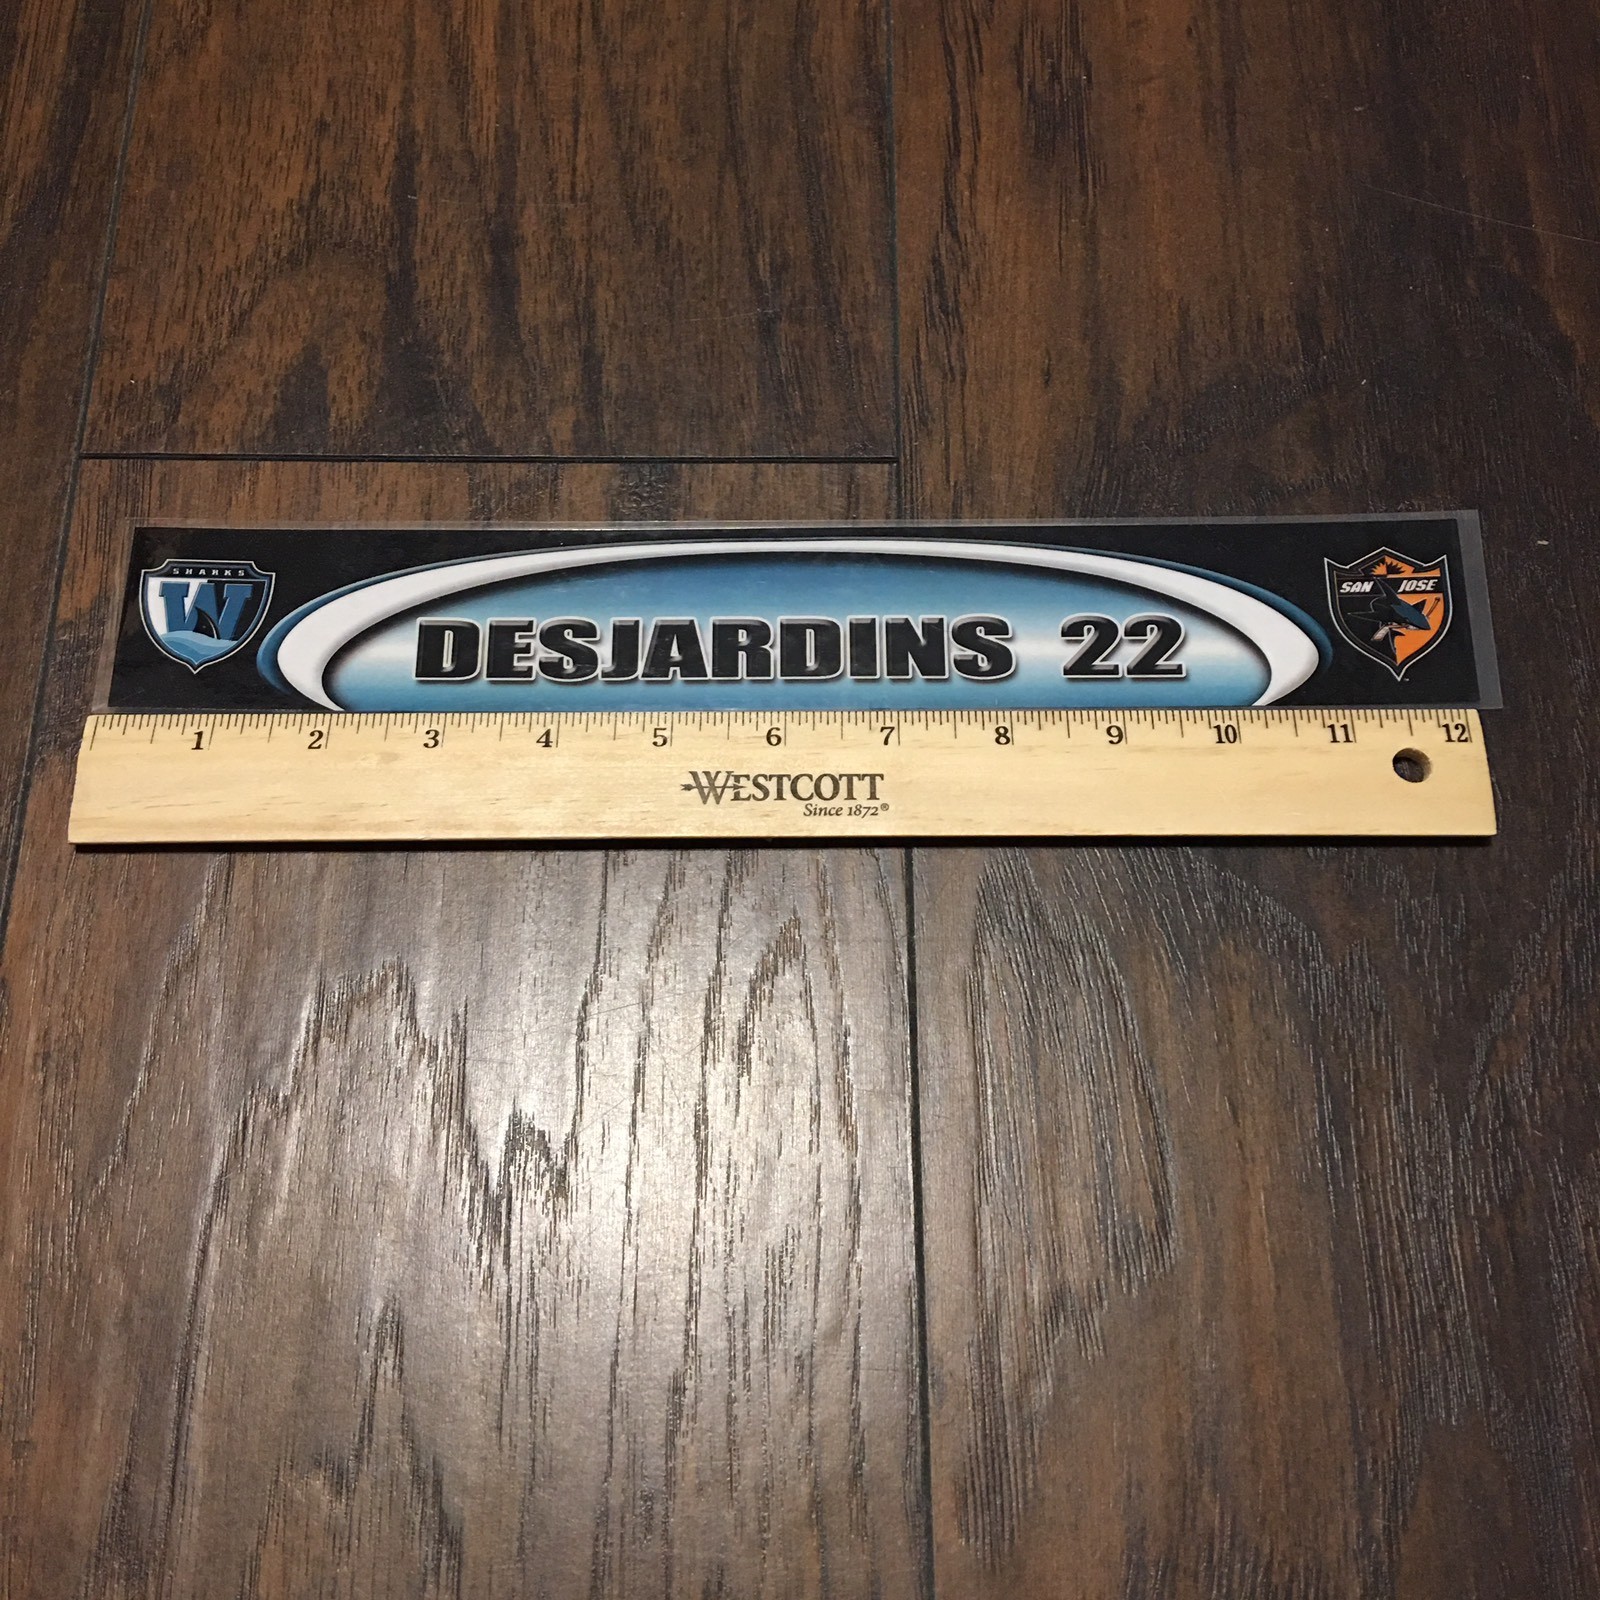 SHARKS
W
DESJARDINS 22
SAN JOSE
1 2 3 4 5 6 7 8 9 10 11 12
WESTCOTT
Since 1872®